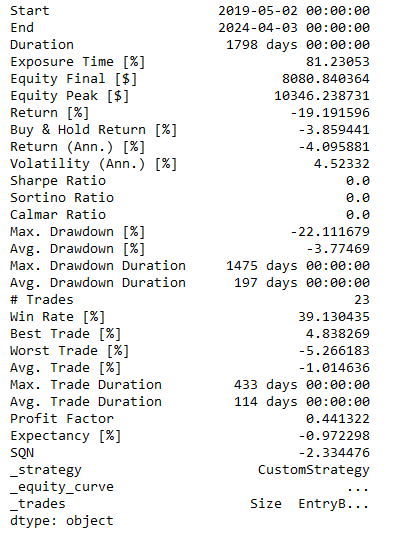 Start 2019-05-02 00:00:00
End 2024-04-03 00:00:00
Duration 1798 days 00:00:00
Exposure Time [%] 81.23053
Equity Final [$] 8080.840364
Equity Peak [$] 10346.238731
Return [%] -19.191596
Buy & Hold Return [%] -3.859441
Return (Ann.) [%] -4.095881
Volatility (Ann.) [%] 4.52332
Sharpe Ratio 0.0
Sortino Ratio 0.0
Calmar Ratio 0.0
Max. Drawdown [%] -22.111679
Avg. Drawdown [%] -3.77469
Max. Drawdown Duration 1475 days 00:00:00
Avg. Drawdown Duration 197 days 00:00:00
# Trades 23
Win Rate [%] 39.130435
Best Trade [%] 4.838269
Worst Trade [%] -5.266183
Avg. Trade [%] -1.014636
Max. Trade Duration 433 days 00:00:00
Avg. Trade Duration 114 days 00:00:00
Profit Factor 0.441322
Expectancy [%] -0.972298
SQN -2.334476
_strategy CustomStrategy
_equity_curve ...
_trades Size EntryB...
dtype: object